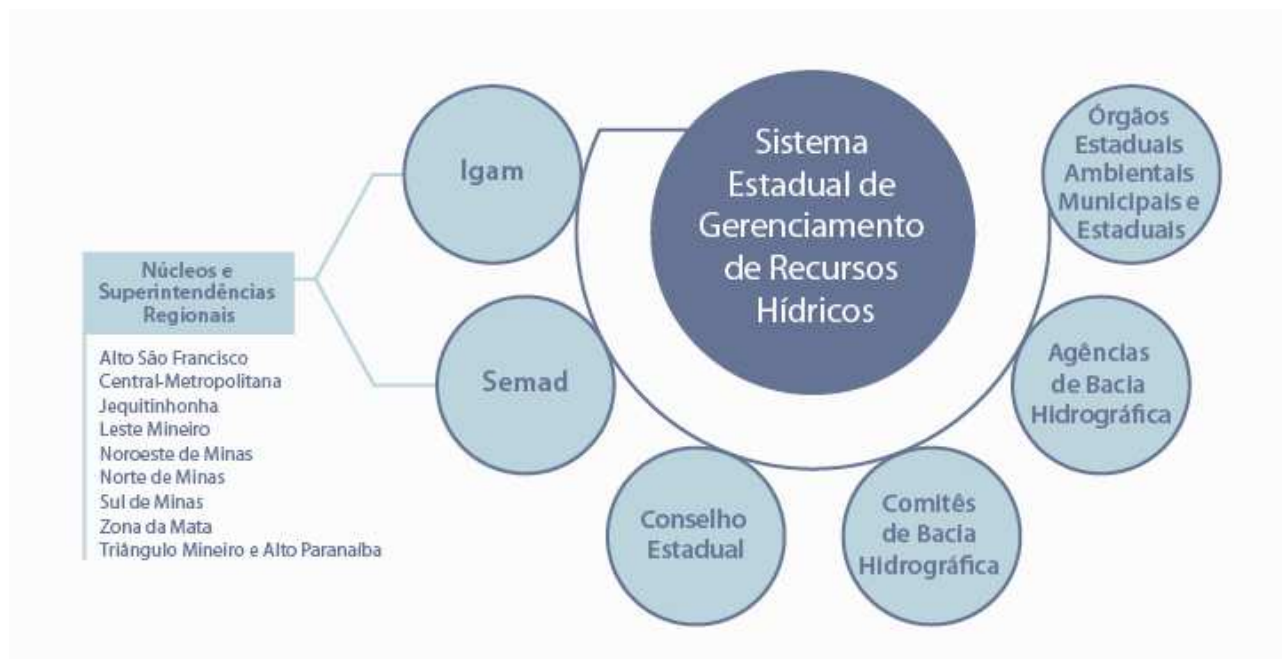 Igam
Sistema
Estadual de
Gerenciamento
de Recursos
Hídricos
Órgãos
Estaduais
Ambientais
Municipais e
Estaduais
Núcleos e
Superintendências
Regionais
Alto São Francisco
Central-Metropolitana
Jequitinhonha
Leste Mineiro
Noroeste de Minas
Norte de Minas
Sul de Minas
Zona da Mata
Triângulo Mineiro e Alto Paranaíba
Semad
Agências
de Bacia
Hidrográfica
Conselho
Estadual
Comitês
de Bacia
Hidrográfica